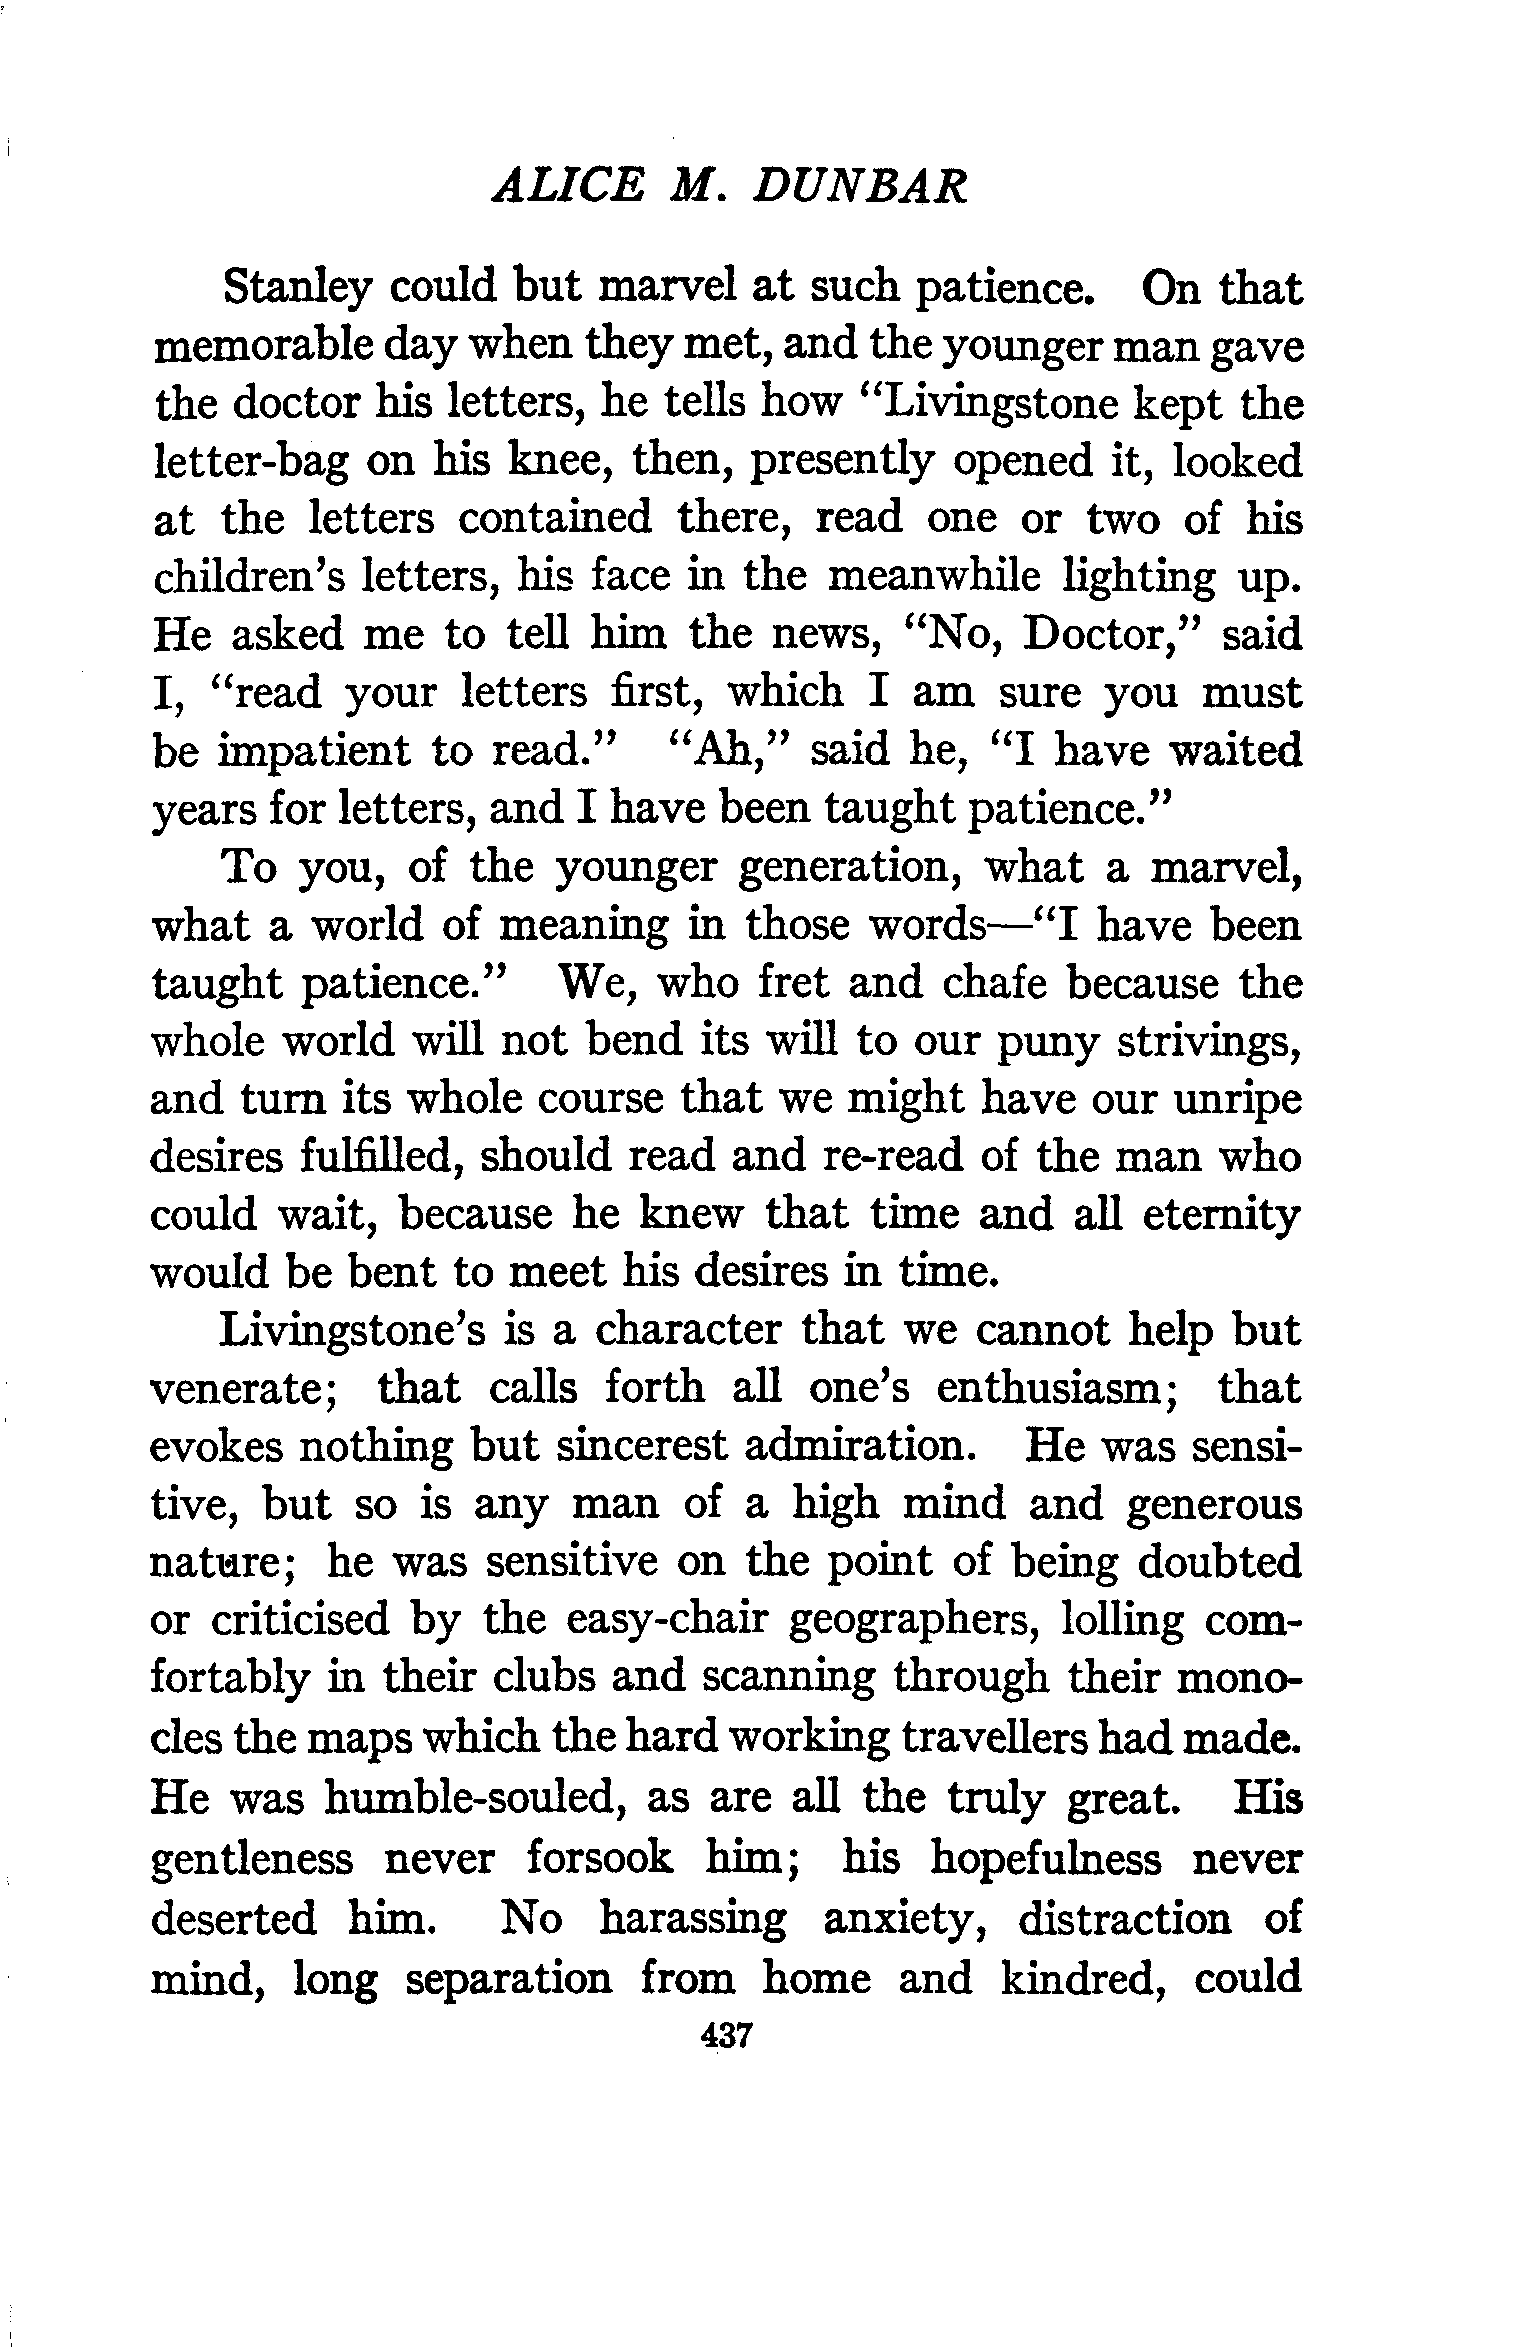 ALICE M. DUNBAR
Stanley could but marvel at such patience. On that
memorable day when they met, and the younger man gave
the doctor his letters, he tells how “Livingstone kept the
letter-bag on his knee, then, presently opened it, looked
at the letters contained there, read one or two of his
children’s letters, his face in the meanwhile lighting up.
He asked me to tell him the news, “No, Doctor,” said
I, “read your letters first, which I am sure you must
be impatient to read.” “Ah,” said he, “I have waited
years for letters, and I have been taught patience.”
To you, of the younger generation, what a marvel,
what a world of meaning in those words—“I have been
taught patience.” We, who fret and chafe because the
whole world will not bend its will to our puny strivings,
and turn its whole course that we might have our unripe
desires fulfilled, should read and re-read of the man who
could wait, because he knew that time and all eternity
would be bent to meet his desires in time.
Livingstone’s is a character that we cannot help but
venerate; that calls forth all one’s enthusiasm; that
evokes nothing but sincerest admiration. He was sensi-
tive, but so is any man of a high mind and generous
nature; he was sensitive on the point of being doubted
or criticised by the easy-chair geographers, lolling com-
fortably in their clubs and scanning through their mono-
cles the maps which the hard working travellers had made.
He was humble-souled, as are all the truly great. His
gentleness never forsook him; his hopefulness never
deserted him. No harassing anxiety, distraction of
mind, long separation from home and kindred, could
437